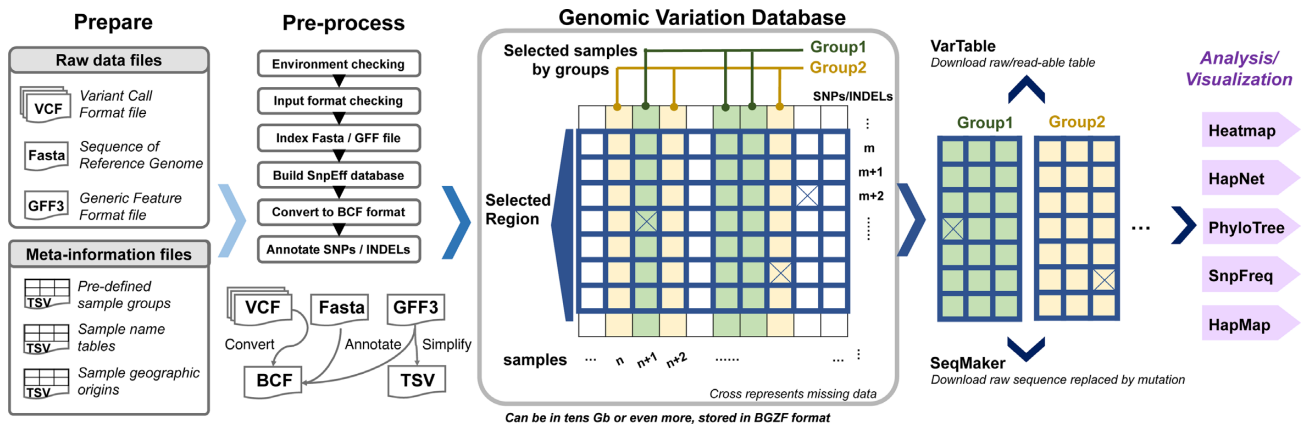 Prepare
Raw data files
VCF
Variant Call
Format file
Fasta
Sequence of
Reference Genome
GFF3
Generic Feature
Format file
Meta-information files
TSV
Pre-defined
sample groups
TSV
Sample name
tables
TSV
Sample geographic
origins
Pre-process
Environment checking
Input format checking
Index Fasta / GFF file
Build SnpEff database
Convert to BCF format
Annotate SNPs / INDELs
VCF
Fasta
GFF3
Convert
Annotate
Simplify
BCF
TSV
Genomic Variation Database
Selected samples
by groups
Group1
Group2
SNPs/INDELs
...
m
m+1
m+2
......
Selected
Region
samples
... n n+1 n+2 ...... ... ...
Cross represents missing data
Can be in tens Gb or even more, stored in BGZF format
VarTable
Download raw/read-able table
Group1
Group2
...
SeqMaker
Download raw sequence replaced by mutation
Analysis/
Visualization
Heatmap
HapNet
PhyloTree
SnpFreq
HapMap